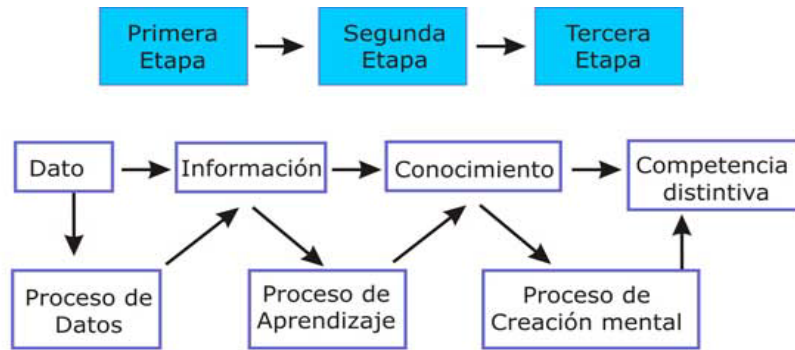 Primera
Etapa
Segunda
Etapa
Tercera
Etapa
Dato
Información
Conocimiento
Competencia
distintiva
Proceso de
Datos
Proceso de
Aprendizaje
Proceso de
Creación mental